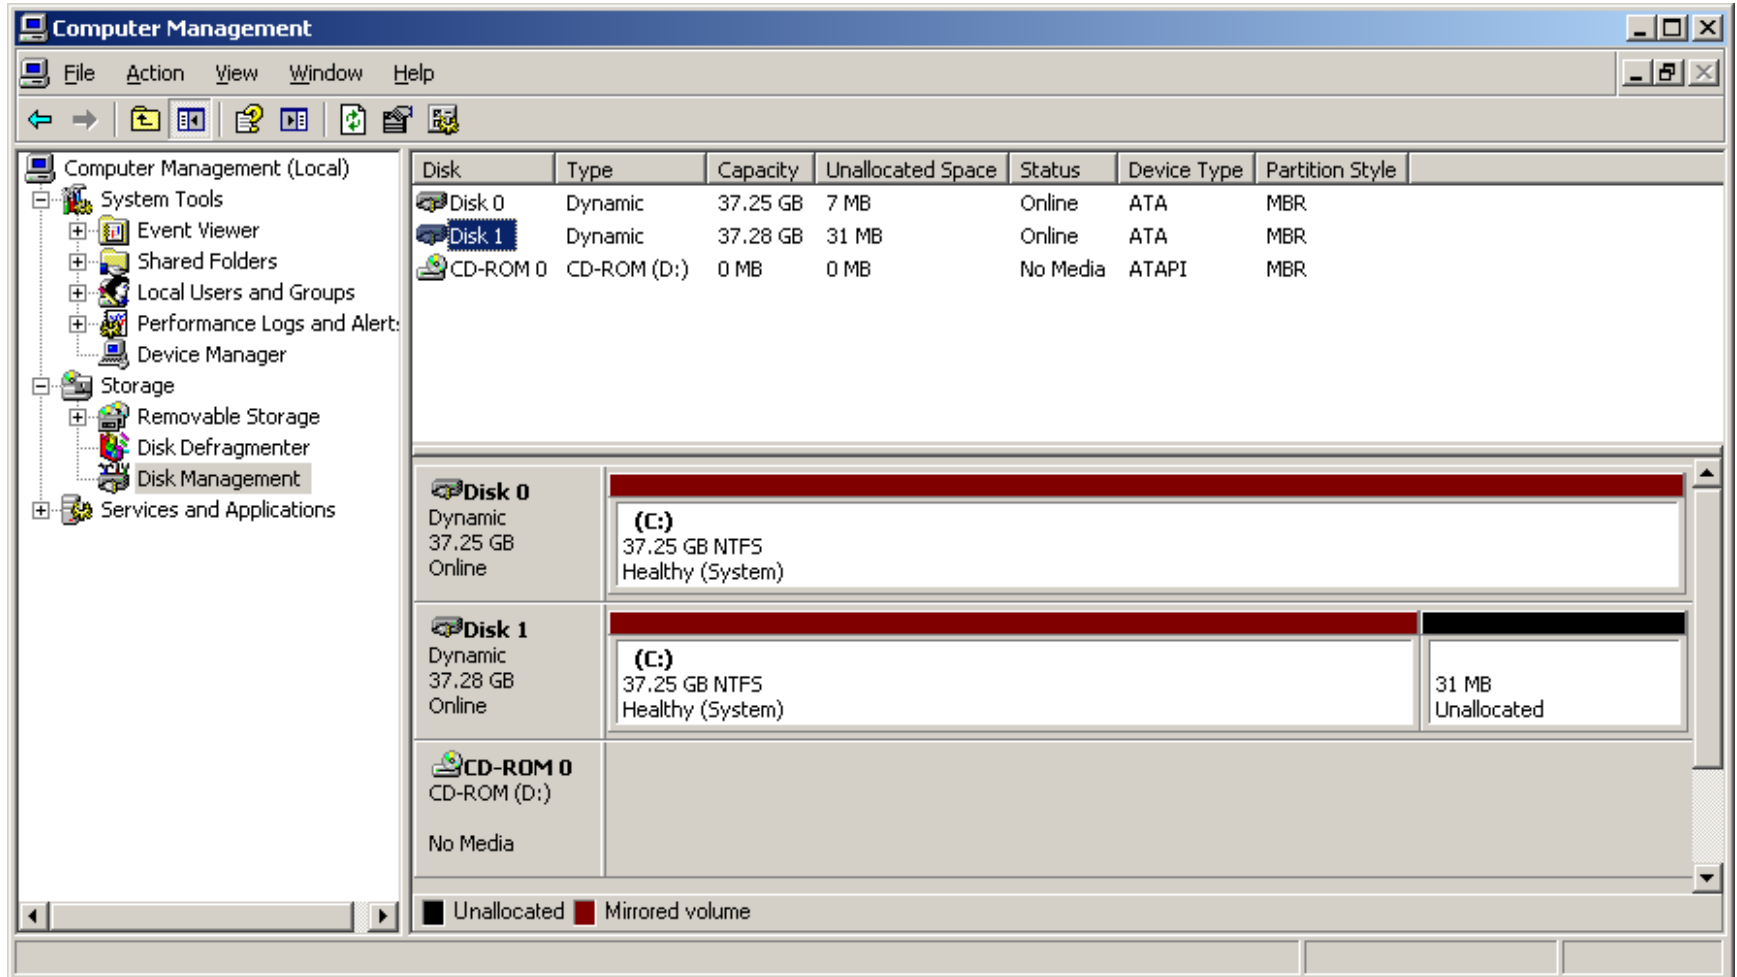 Computer Management
File Action View Window Help
Computer Management (Local)
System Tools
Event Viewer
Shared Folders
Local Users and Groups
Performance Logs and Alert
Device Manager
Storage
Removable Storage
Disk Defragmenter
Disk Management
Services and Applications
Disk Type Capacity Unallocated Space Status Device Type Partition Style
Disk 0 Dynamic 37.25 GB 7 MB Online ATA MBR
Disk 1 Dynamic 37.28 GB 31 MB Online ATA MBR
CD-ROM 0 CD-ROM (D:) 0 MB 0 MB No Media ATAPI MBR
Disk 0
Dynamic
37.25 GB
Online
(C:)
37.25 GB NTFS
Healthy (System)
Disk 1
Dynamic
37.28 GB
Online
(C:)
37.25 GB NTFS
Healthy (System)
31 MB
Unallocated
CD-ROM 0
CD-ROM (D:)
No Media
Unallocated Mirrored volume